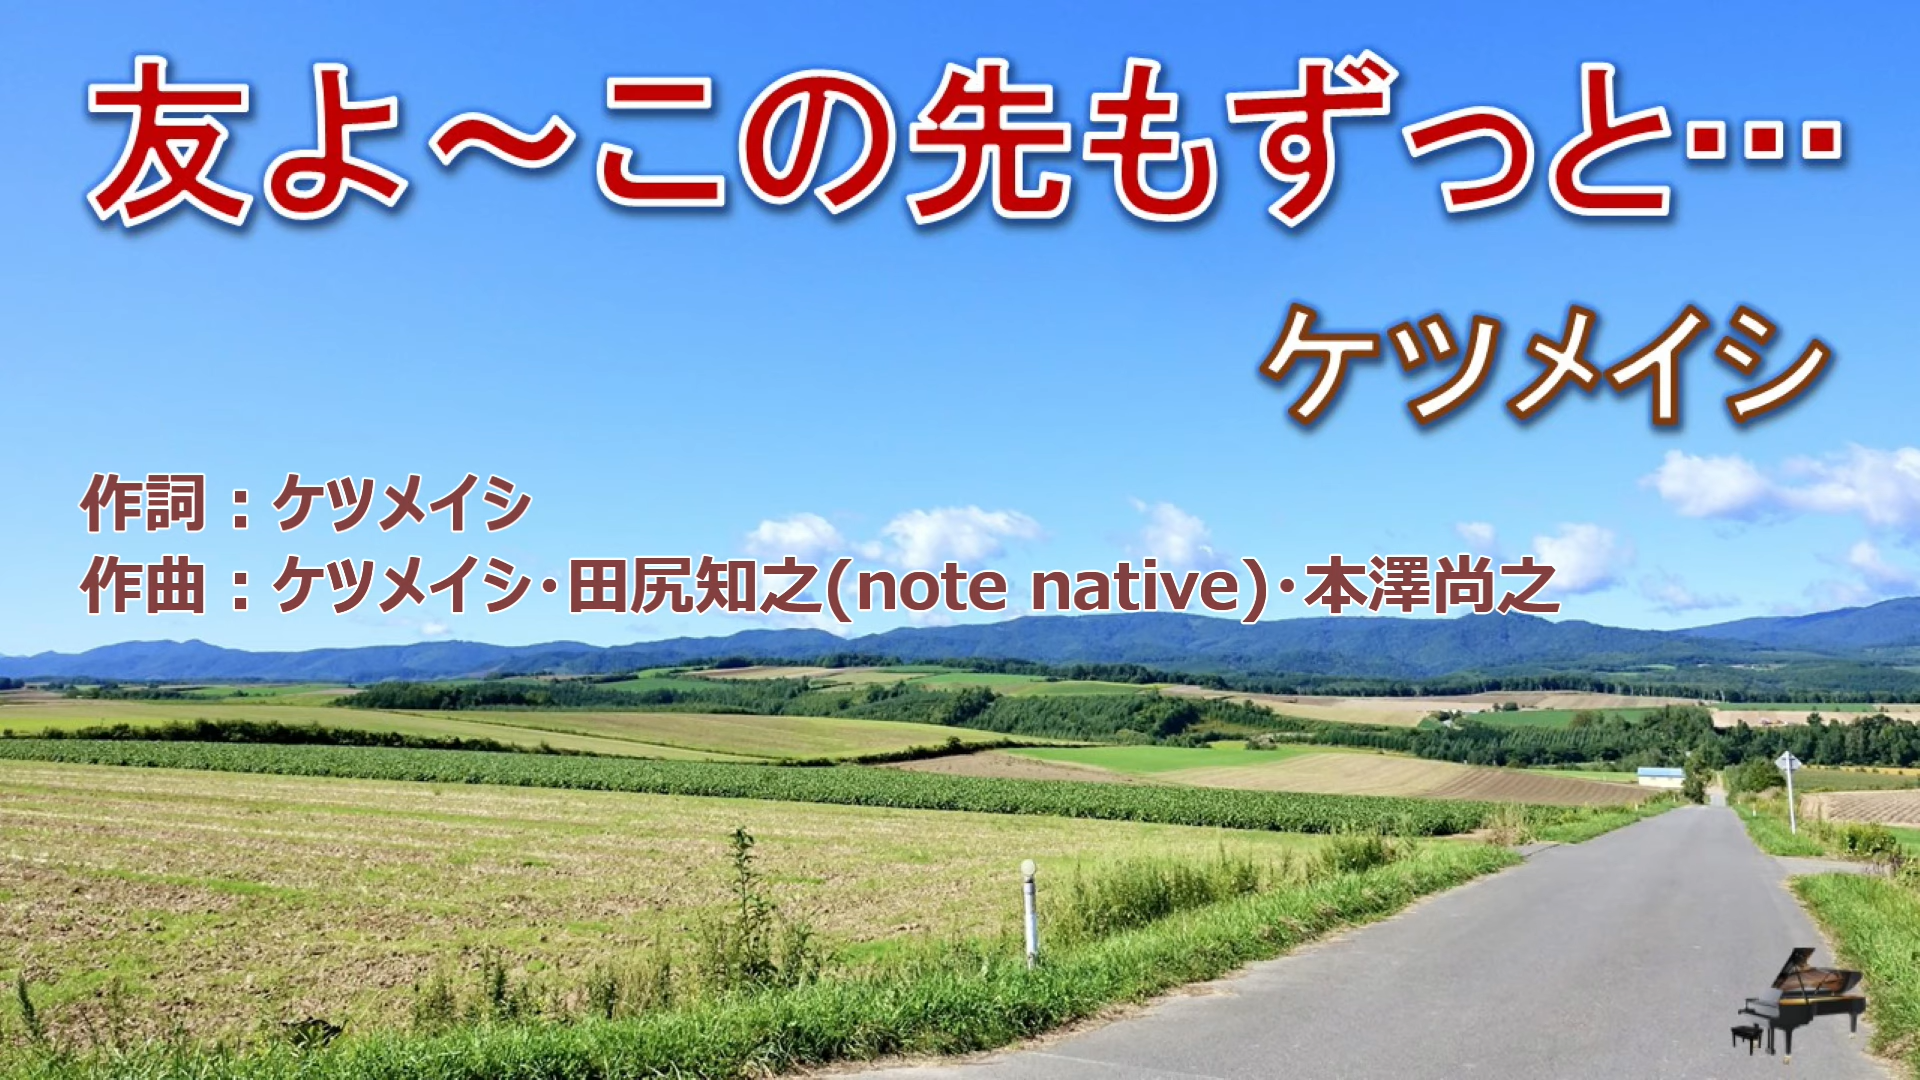 友よ～この先もずっと…
ケツメイシ
作詞：ケツメイシ
作曲：ケツメイシ・田尻知之(note native)・本澤尚之